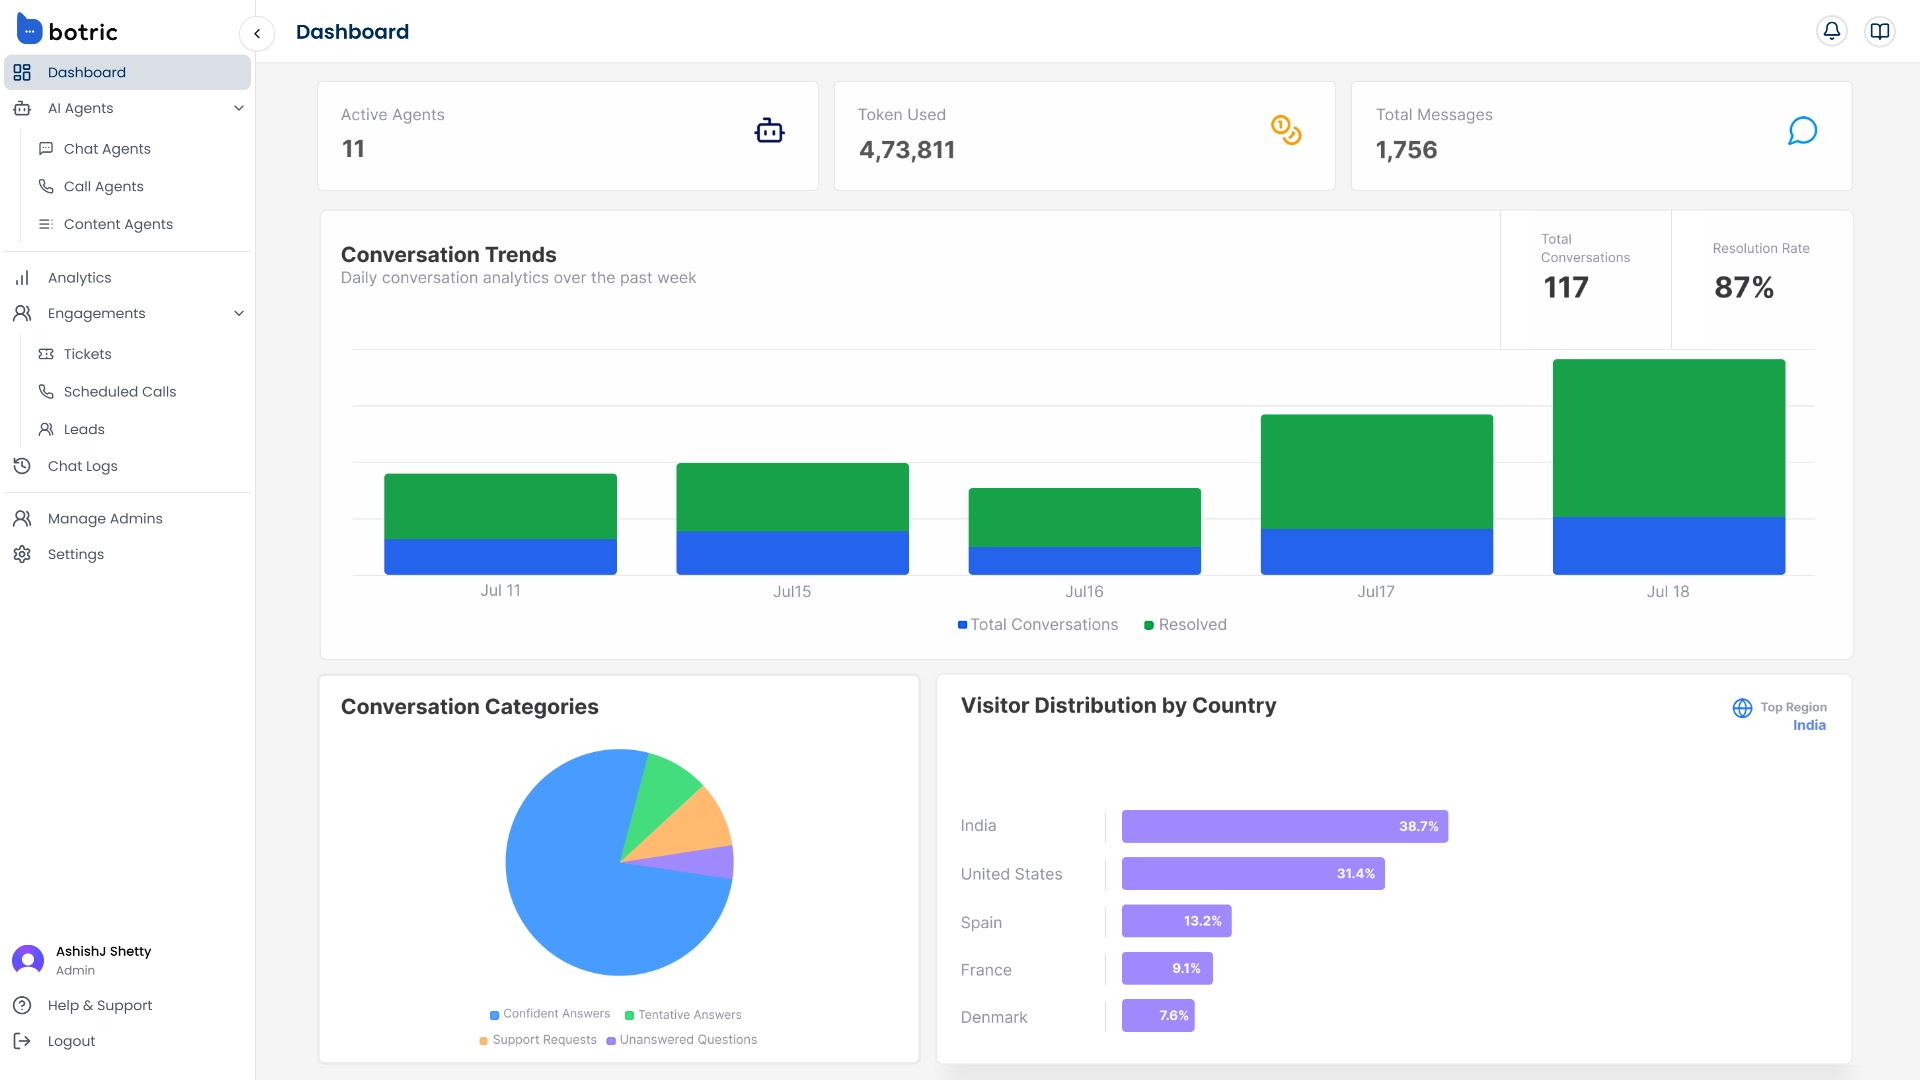 botric
Dashboard
AI Agents
Chat Agents
Call Agents
Content Agents
Analytics
Engagements
Tickets
Scheduled Calls
Leads
Chat Logs
Manage Admins
Settings
AshishJ Shetty
Admin
Help & Support
Logout
Dashboard
Active Agents
11
Token Used
4,73,811
Total Messages
1,756
Conversation Trends
Daily conversation analytics over the past week
Total
Conversations
117
Resolution Rate
87%
Jul 11
Jul15
Jul16
Jul17
Jul 18
Total Conversations
Resolved
Conversation Categories
Confident Answers
Tentative Answers
Support Requests
Unanswered Questions
Visitor Distribution by Country
Top Region
India
India
38.7%
United States
31.4%
Spain
13.2%
France
9.1%
Denmark
7.6%